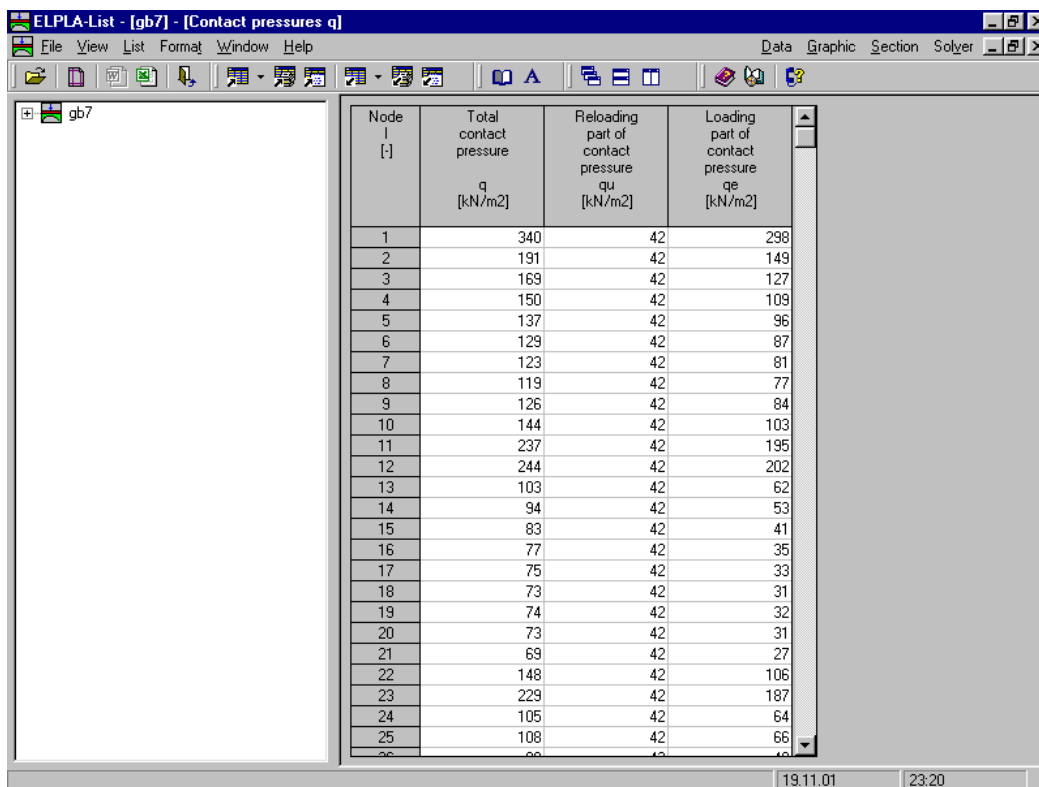 ELPLA-List - [gb7] - [Contact pressures q]
File View List Format Window Help Data Graphic Section Solver
gb7
Node I [-] Total contact pressure q [kN/m2] Reloading part of contact pressure qu [kN/m2] Loading part of contact pressure qe [kN/m2]
1 340 42 298
2 191 42 149
3 169 42 127
4 150 42 109
5 137 42 96
6 129 42 87
7 123 42 81
8 119 42 77
9 126 42 84
10 144 42 103
11 237 42 195
12 244 42 202
13 103 42 62
14 94 42 53
15 83 42 41
16 77 42 35
17 75 42 33
18 73 42 31
19 74 42 32
20 73 42 31
21 69 42 27
22 148 42 106
23 229 42 187
24 105 42 64
25 108 42 66
19.11.01 23:20